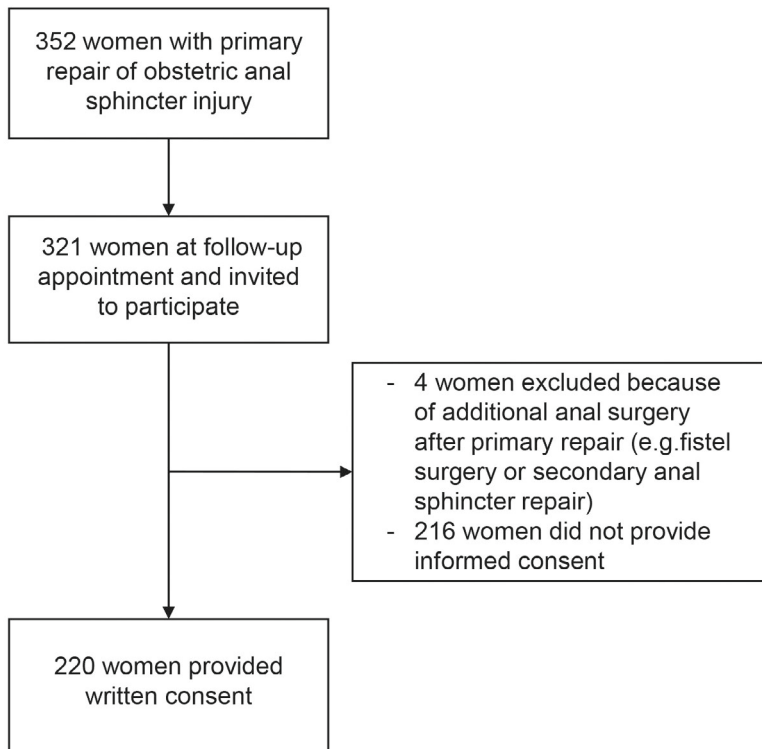 352 women with primary
repair of obstetric anal
sphincter injury
321 women at follow-up
appointment and invited
to participate
- 4 women excluded because
of additional anal surgery
after primary repair (e.g.fistel
surgery or secondary anal
sphincter repair)
- 216 women did not provide
informed consent
220 women provided
written consent